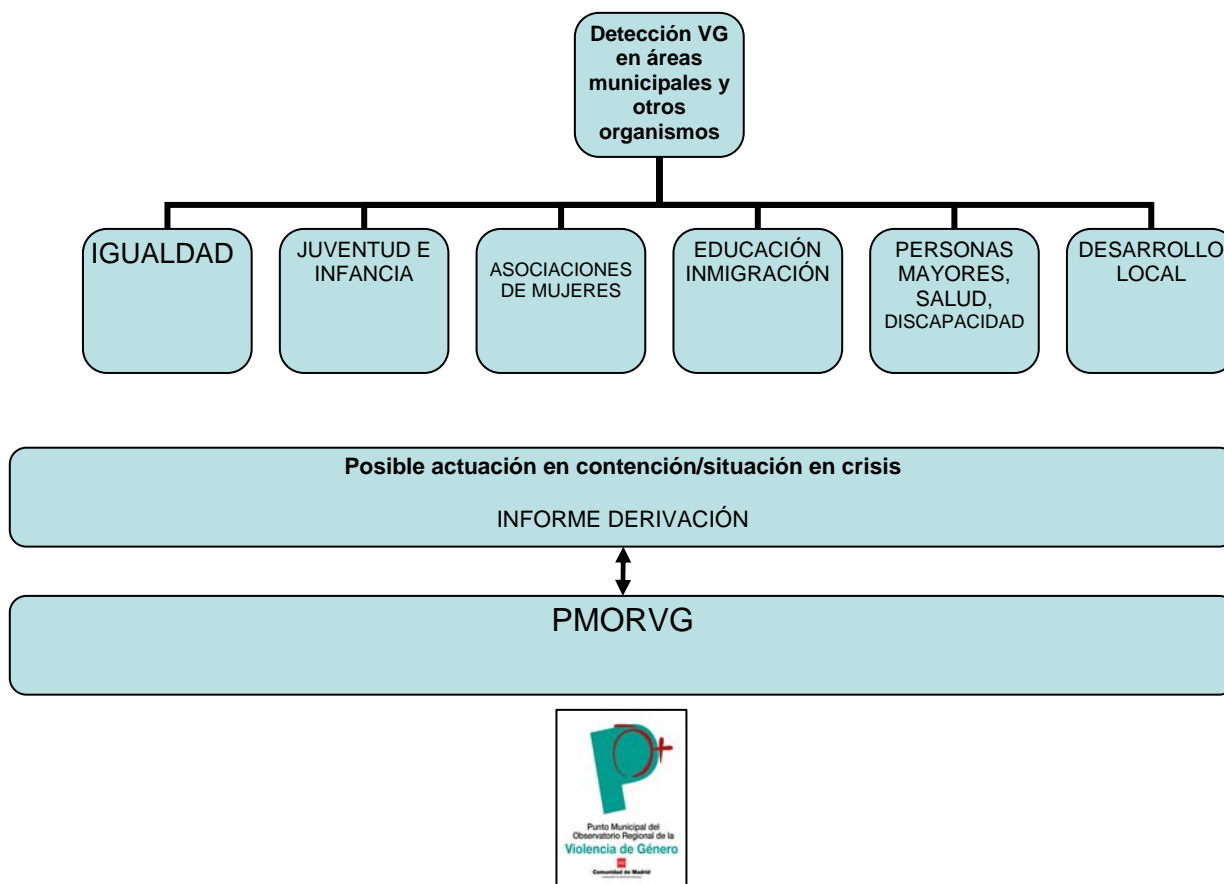 Detección VG
en áreas
municipales y
otros
organismos
IGUALDAD
JUVENTUD E
INFANCIA
ASOCIACIONES
DE MUJERES
EDUCACIÓN
INMIGRACIÓN
PERSONAS
MAYORES,
SALUD,
DISCAPACIDAD
DESARROLLO
LOCAL
Posible actuación en contención/situación en crisis
INFORME DERIVACIÓN
PMORVG
Punto Municipal del
Observatorio Regional de la
Violencia de Género
Comunidad de Madrid